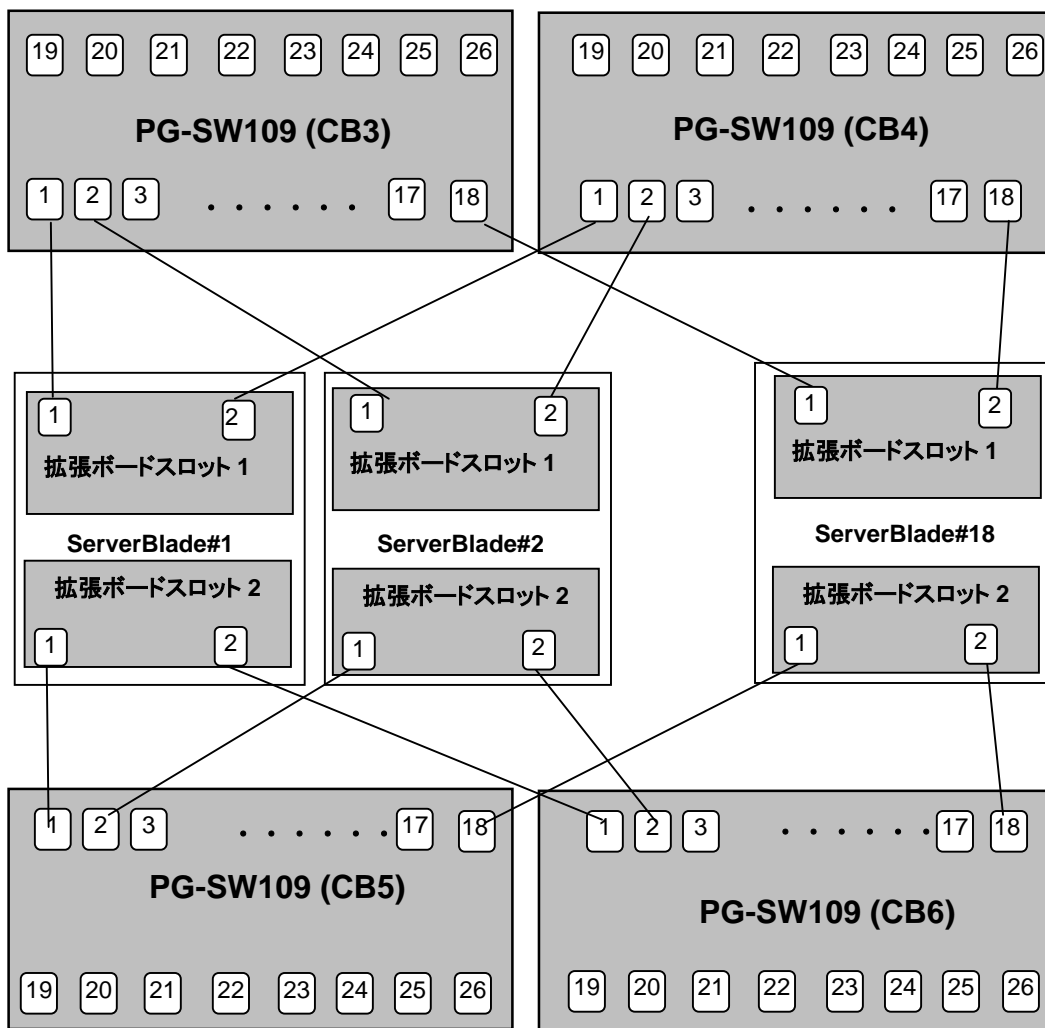 19 20 21 22 23 24 25 26
PG-SW109 (CB3)
1 2 3 . . . . . . 17 18
19 20 21 22 23 24 25 26
PG-SW109 (CB4)
1 2 3 . . . . . . 17 18
1 2
拡張ボードスロット 1
ServerBlade#1
拡張ボードスロット 2
1 2
1 2
拡張ボードスロット 1
ServerBlade#2
拡張ボードスロット 2
1 2
1 2
拡張ボードスロット 1
ServerBlade#18
拡張ボードスロット 2
1 2
1 2 3 . . . . . . 17 18
PG-SW109 (CB5)
19 20 21 22 23 24 25 26
1 2 3 . . . . . . 17 18
PG-SW109 (CB6)
19 20 21 22 23 24 25 26